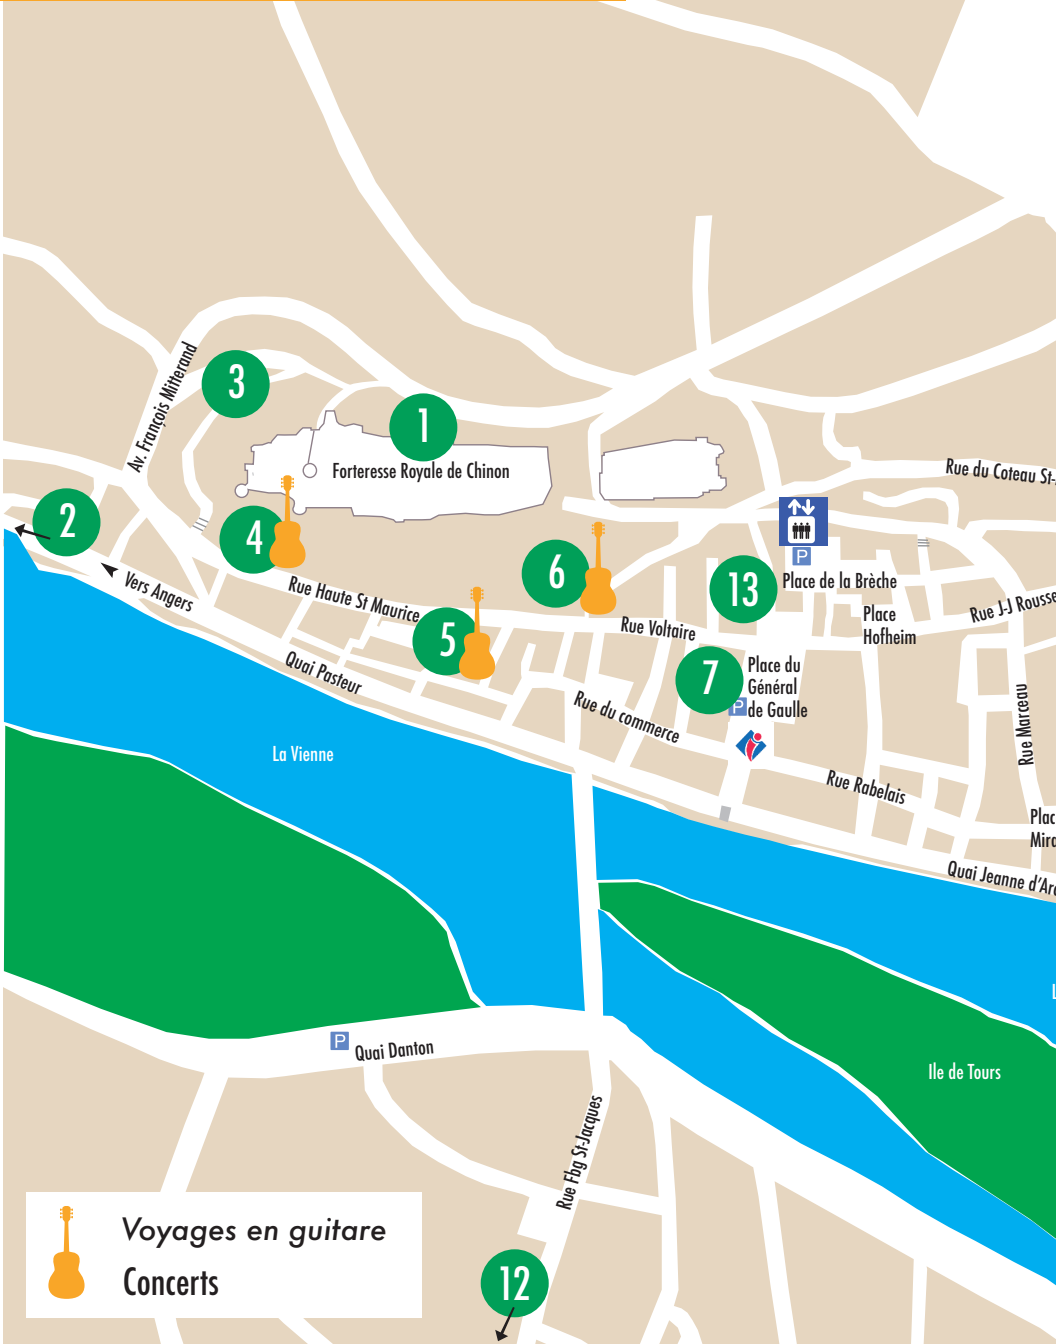 Av. François Mitterand
3
1
Forteresse Royale de Chinon
Rue du Coteau St-
2
4
6
P
13
Place de la Brèche
Vers Angers
Rue Haute St Maurice
Place
Hofheim
Rue J-J Rousse
5
Rue Voltaire
Quai Pasteur
7
Place du
Général
de Gaulle
P
Rue du commerce
Rue Marceau
La Vienne
Rue Rabelais
Plac
Mira
Quai Jeanne d'Arc
L
P
Quai Danton
Ile de Tours
Rue Fbg St-Jacques
Voyages en guitare
Concerts
12